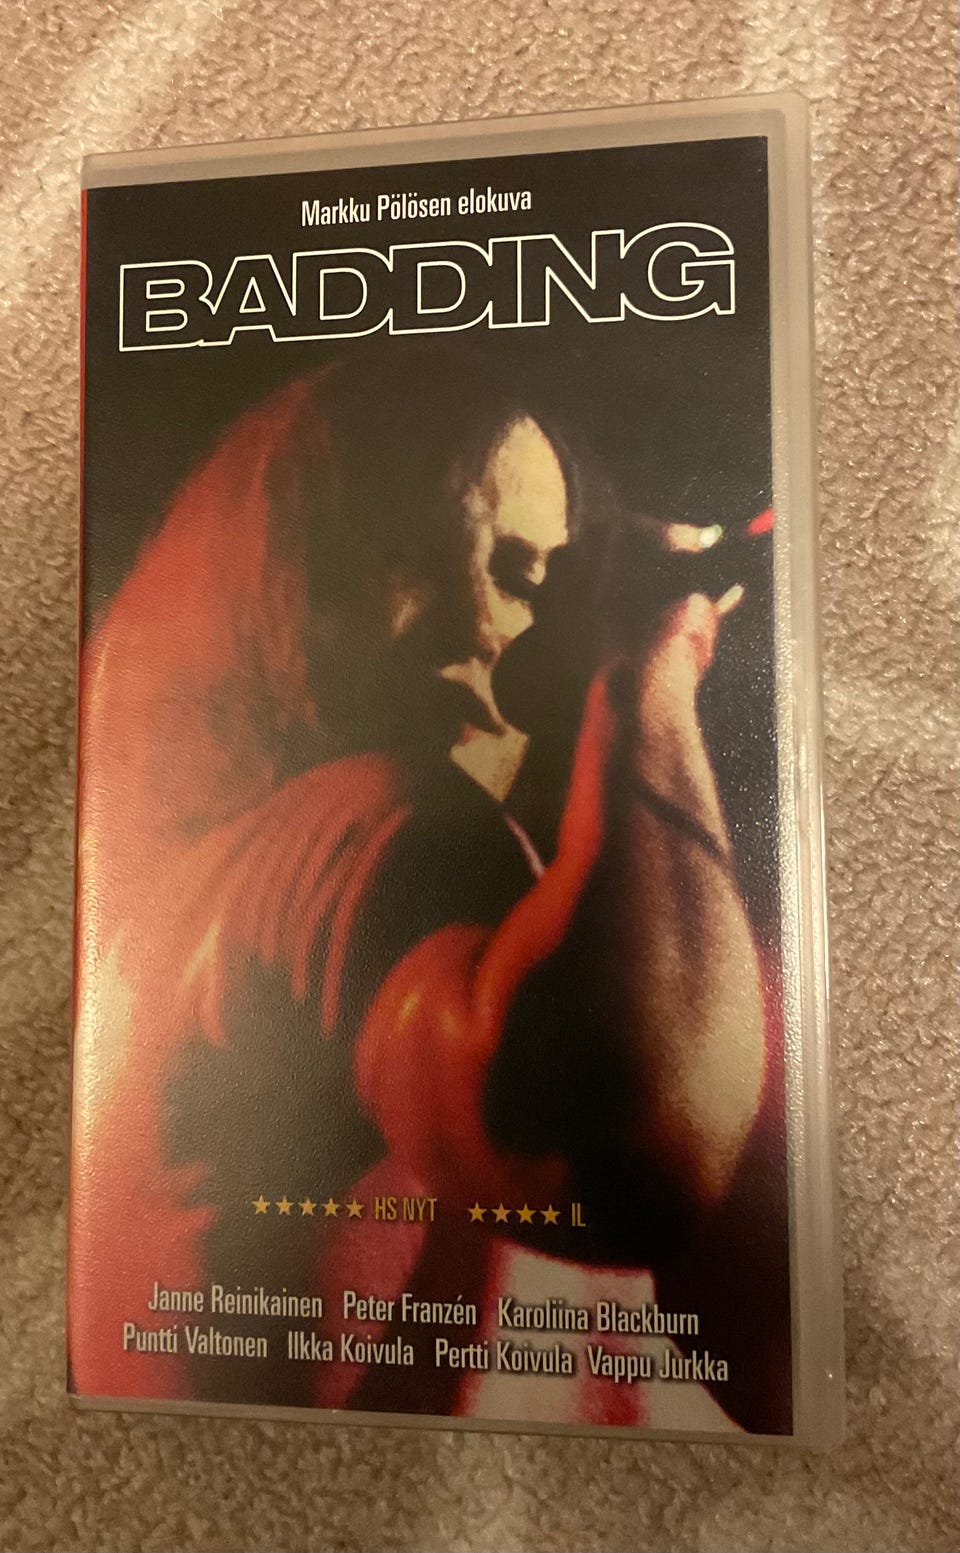 Markku Pölösen elokuva
BADDING
★★★★★ HS NYT ★★★★ IL
Janne Reinikainen Peter Franzén Karoliina Blackburn
Puntti Valtonen Ilkka Koivula Pertti Koivula Vappu Jurkka